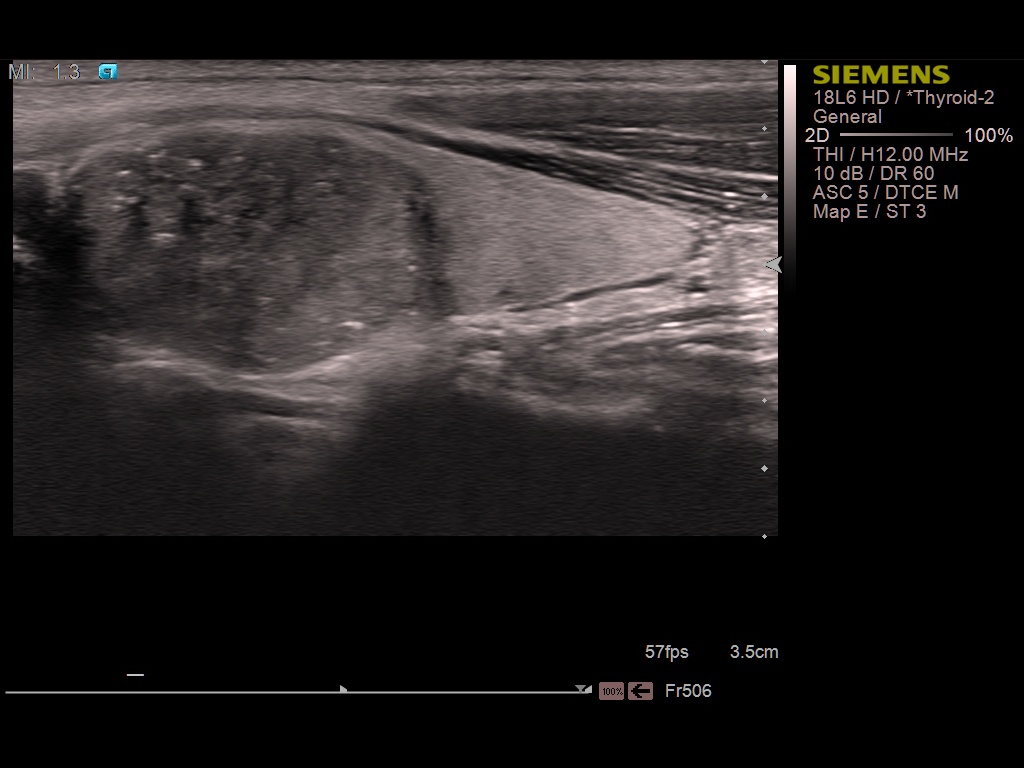 MI: 1.3
SIEMENS
18L6 HD / *Thyroid-2
General
2D 100%
THI / H12.00 MHz
10 dB / DR 60
ASC 5 / DTCE M
Map E / ST 3
57fps 3.5cm
100% Fr506